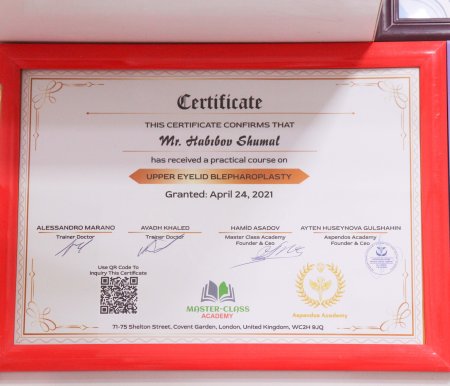 Certificate
THIS CERTIFICATE CONFIRMS THAT
Mr. Habıbov Shumal
has received a practical course on
UPPER EYELID BLEPHAROPLASTY
Granted: April 24, 2021
ALESSANDRO MARANO
Trainer Doctor
AYADH KHALED
Trainer Doctor
HAMİD ASADOV
Master Class Academy
Founder & Ceo
AYTEN HUSEYNOVA GULSHAHIN
Aspendos Academy
Founder & Ceo
Use QR Code To
Inquiry This Certificate
MASTER-CLASS
ACADEMY
Aspendos Academy
71-75 Shelton Street, Covent Garden, London, United Kingdom, WC2H 9JQ